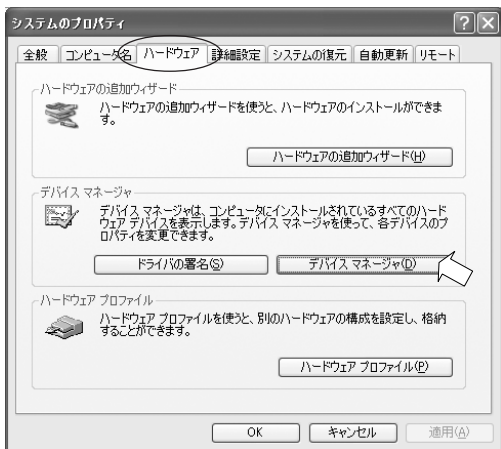 システムのプロパティ
全般 コンピュータ名 ハードウェア 詳細設定 システムの復元 自動更新 リモート
ハードウェアの追加ウィザード
ハードウェアの追加ウィザードを使うと、ハードウェアのインストールができま
す。
ハードウェアの追加ウィザード(H)
デバイス マネージャ
デバイス マネージャは、コンピュータにインストールされているすべてのハード
ウェア デバイスを表示します。デバイス マネージャを使って、各デバイスのプ
ロパティを変更できます。
ドライバの署名(S) デバイス マネージャ(D)
ハードウェア プロファイル
ハードウェア プロファイルを使うと、別のハードウェアの構成を設定し、格納
することができます。
ハードウェア プロファイル(P)
OK キャンセル 適用(A)